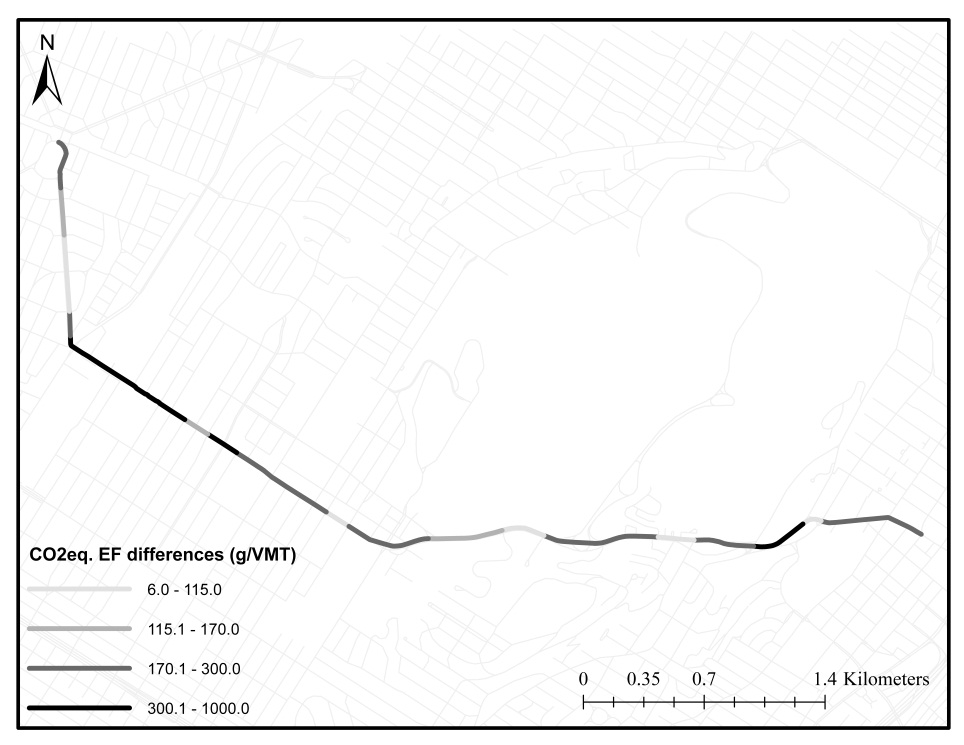 N
CO2eq. EF differences (g/VMT)
6.0 - 115.0
115.1 - 170.0
170.1 - 300.0
300.1 - 1000.0
0 0.35 0.7 1.4 Kilometers